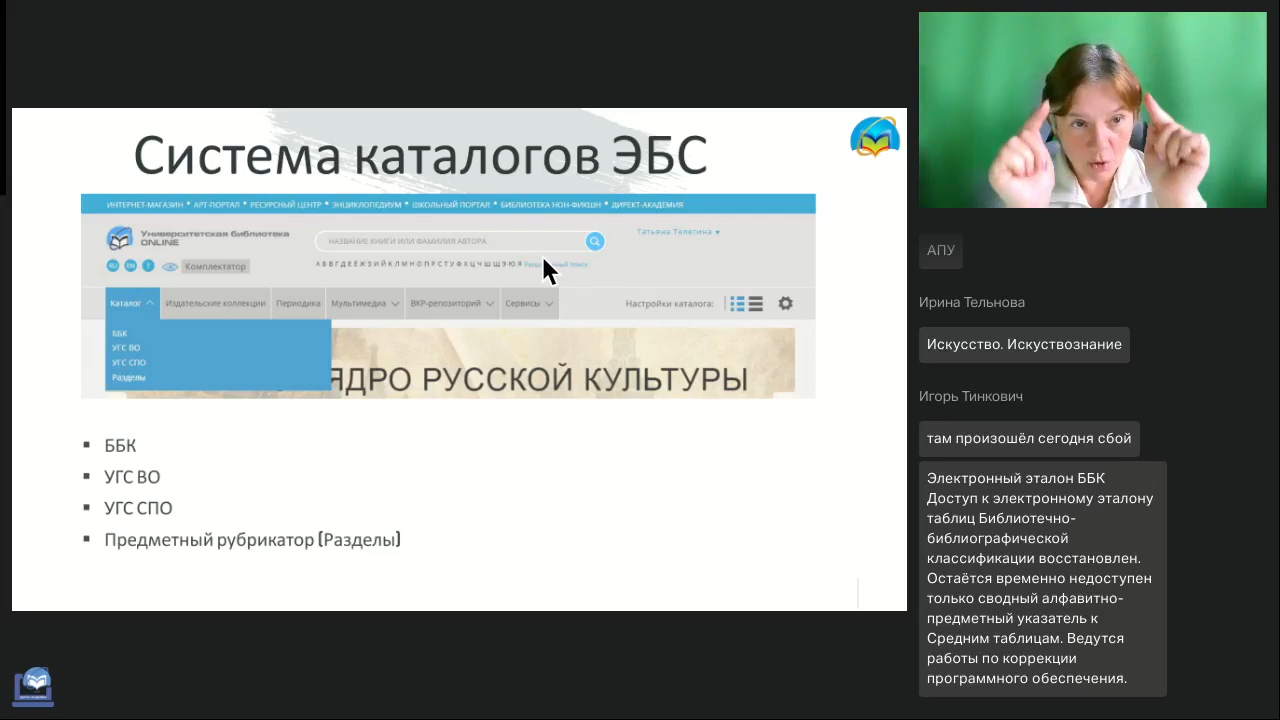 Система каталогов ЭБС
ИНТЕРНЕТ-МАГАЗИН • АРТ-ПОРТАЛ • РЕСУРСНЫЙ ЦЕНТР • ЭНЦИКЛОПЕДИУМ • ШКОЛЬНЫЙ ПОРТАЛ • БИБЛИОТЕКА НОН-ФИКШН • ДИРЕКТ-АКАДЕМИЯ
Университетская библиотека
ONLINE
НАЗВАНИЕ КНИГИ ИЛИ ФАМИЛИЯ АВТОРА
Татьяна Телегина
RU EN
Комплектатор
А Б В Г Д Е Ё Ж З И Й К Л М Н О П Р С Т У Ф Х Ц Ч Ш Щ Э Ю Я
поиск
Каталог Издательские коллекции Периодика Мультимедиа ВКР-репозиторий Сервисы Настройки каталога:
ББК
УГС ВО
УГС СПО
Разделы
ЯДРО РУССКОЙ КУЛЬТУРЫ
▪ ББК
▪ УГС ВО
▪ УГС СПО
▪ Предметный рубрикатор (Разделы)
АПУ
Ирина Тельнова
Искусство. Искуствознание
Игорь Тинкович
там произошёл сегодня сбой
Электронный эталон ББК
Доступ к электронному эталону
таблиц Библиотечно-
библиографической
классификации восстановлен.
Остаётся временно недоступен
только сводный алфавитно-
предметный указатель к
Средним таблицам. Ведутся
работы по коррекции
программного обеспечения.